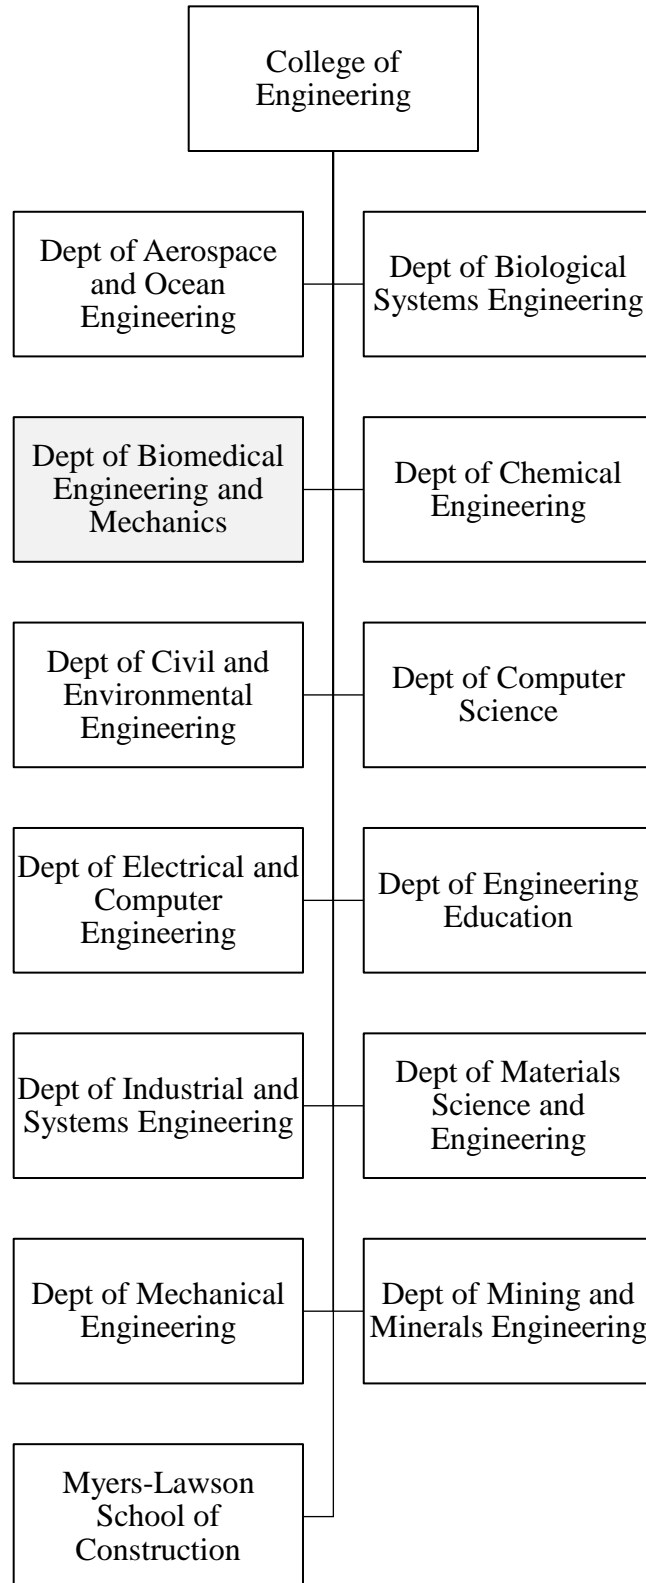 College of
Engineering
Dept of Aerospace
and Ocean
Engineering
Dept of Biological
Systems Engineering
Dept of Biomedical
Engineering and
Mechanics
Dept of Chemical
Engineering
Dept of Civil and
Environmental
Engineering
Dept of Computer
Science
Dept of Electrical and
Computer
Engineering
Dept of Engineering
Education
Dept of Industrial and
Systems Engineering
Dept of Materials
Science and
Engineering
Dept of Mechanical
Engineering
Dept of Mining and
Minerals Engineering
Myers-Lawson
School of
Construction